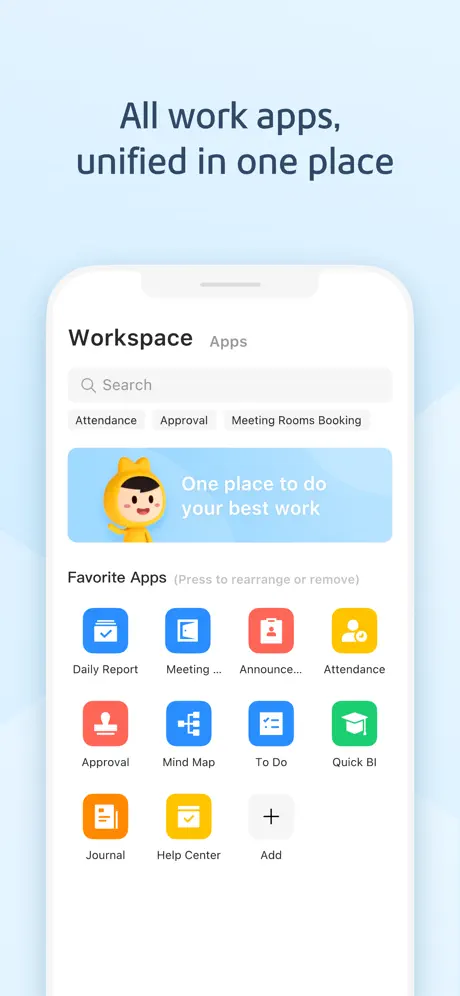 All work apps,
unified in one place
Workspace Apps
Search
Attendance Approval Meeting Rooms Booking
One place to do
your best work
Favorite Apps (Press to rearrange or remove)
Daily Report Meeting ... Announce... Attendance
Approval Mind Map To Do Quick BI
Journal Help Center Add